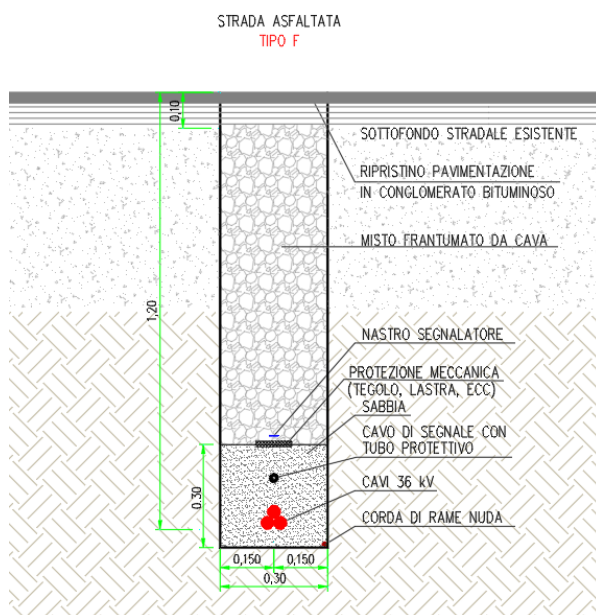 STRADA ASFALTATA
TIPO F
0,10
SOTTOFONDO STRADALE ESISTENTE
RIPRISTINO PAVIMENTAZIONE
IN CONGLOMERATO BITUMINOSO
MISTO FRANTUMATO DA CAVA
1,20
NASTRO SEGNALATORE
PROTEZIONE MECCANICA
(TEGOLO, LASTRA, ECC)
SABBIA
CAVO DI SEGNALE CON
TUBO PROTETTIVO
0.30
CAVI 36 kV
CORDA DI RAME NUDA
0,150 0,150
0,30